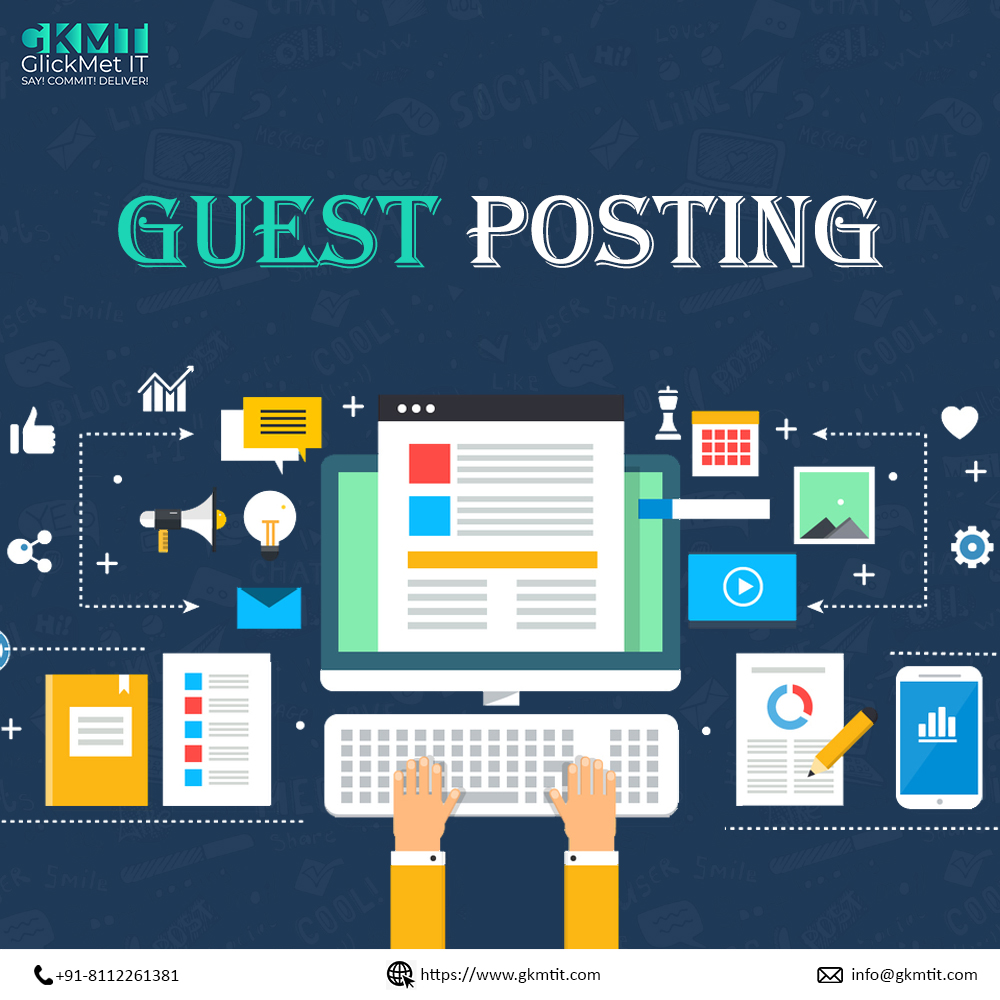 GKMT
GlickMet IT
SAY! COMMIT! DELIVER!
GUEST POSTING
+91-8112261381
https://www.gkmtit.com
info@gkmtit.com